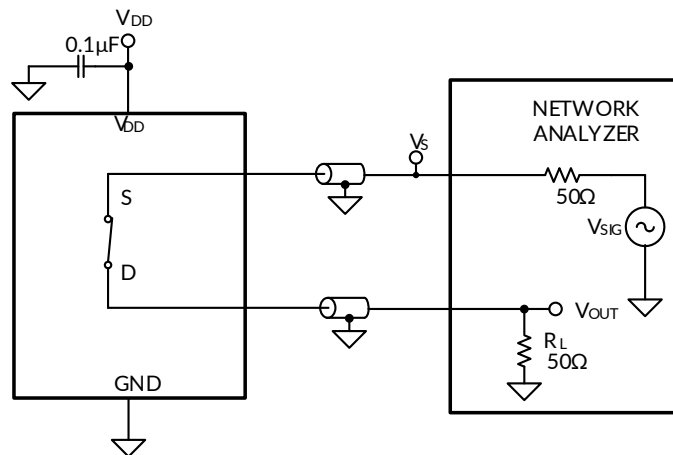 VDD
0.1µF
VDD
NETWORK
ANALYZER
VS
50Ω
S
VSIG
D
VOUT
RL
50Ω
GND